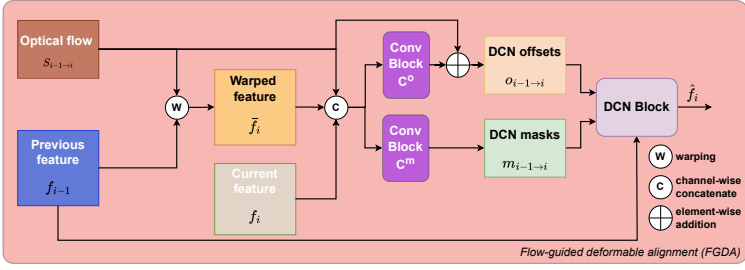 Optical flow
s_{i−1→i}
Previous
feature
f_{i−1}
W
Warped
feature
f̄_i
Current
feature
f_i
C
Conv
Block
C^o
Conv
Block
C^m
DCN offsets
o_{i−1→i}
DCN masks
m_{i−1→i}
DCN Block
f̂_i
W warping
C channel-wise
concatenate
element-wise
addition
Flow-guided deformable alignment (FGDA)